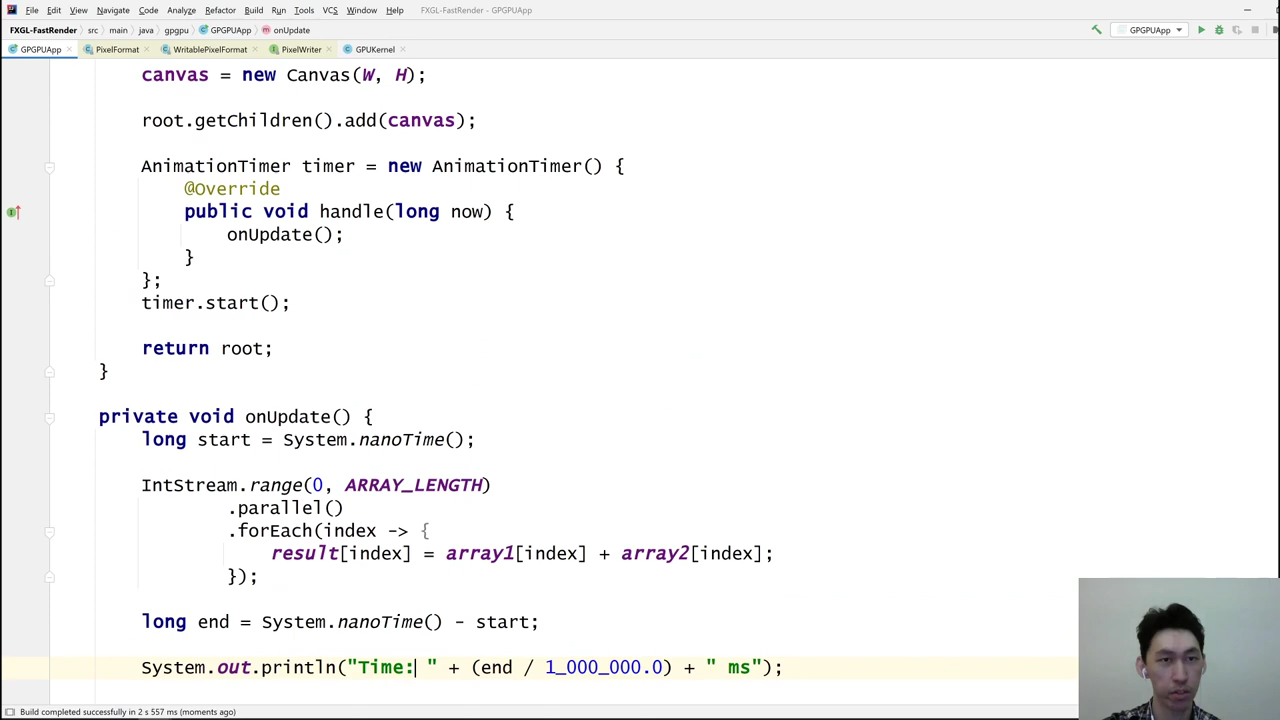 File Edit View Navigate Code Analyze Refactor Build Run Tools VCS Window Help FXGL-FastRender - GPGPUApp
FXGL-FastRender src main java gpgpu GPGPUApp onUpdate GPGPUApp
GPGPUApp PixelFormat WritablePixelFormat PixelWriter GPUKernel
canvas = new Canvas(W, H);
root.getChildren().add(canvas);
AnimationTimer timer = new AnimationTimer() {
@Override
public void handle(long now) {
onUpdate();
}
};
timer.start();
return root;
}
private void onUpdate() {
long start = System.nanoTime();
IntStream.range(0, ARRAY_LENGTH)
.parallel()
.forEach(index -> {
result[index] = array1[index] + array2[index];
});
long end = System.nanoTime() - start;
System.out.println("Time: " + (end / 1_000_000.0) + " ms");
Build completed successfully in 2 s 557 ms (moments ago)